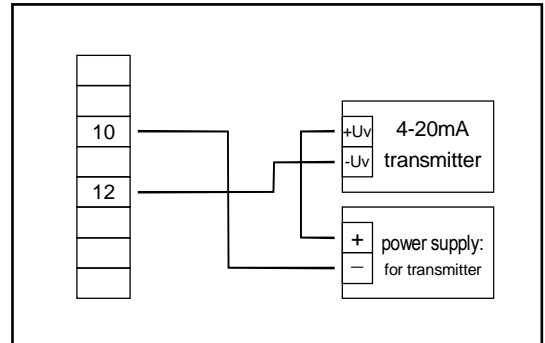 10
12
+Uv
-Uv
4-20mA
transmitter
+
−
power supply:
for transmitter